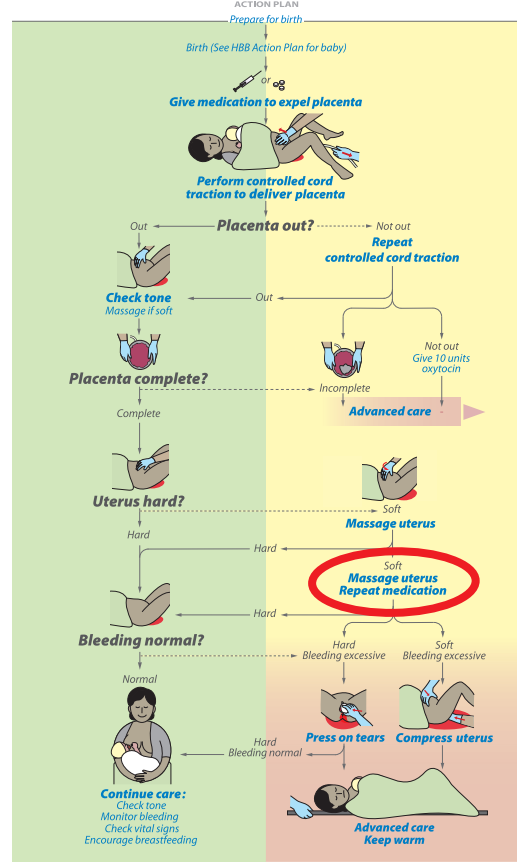 ACTION PLAN
Prepare for birth
Birth (See HBB Action Plan for baby)
or
Give medication to expel placenta
Perform controlled cord
traction to deliver placenta
Out
Placenta out?
Not out
Repeat
controlled cord traction
Check tone
Massage if soft
Out
Not out
Give 10 units
oxytocin
Placenta complete?
Incomplete
Complete
Advanced care
Uterus hard?
Soft
Massage uterus
Hard
Hard
Soft
Massage uterus
Repeat medication
Hard
Bleeding normal?
Hard
Bleeding excessive
Soft
Bleeding excessive
Normal
Press on tears
Compress uterus
Hard
Bleeding normal
Continue care:
Check tone
Monitor bleeding
Check vital signs
Encourage breastfeeding
Advanced care
Keep warm